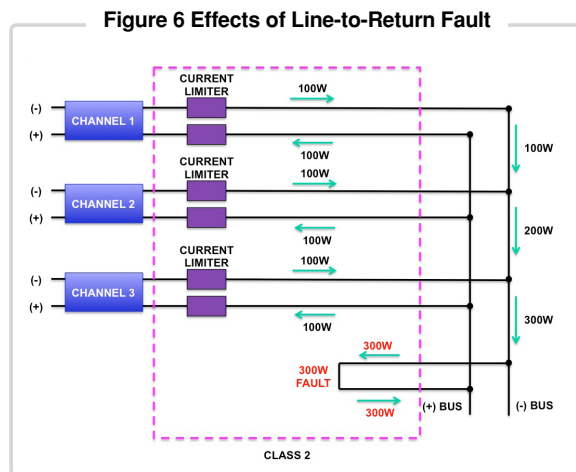 Figure 6 Effects of Line-to-Return Fault
CURRENT
LIMITER
100W
(-)
CHANNEL 1
(+)
100W
100W
CURRENT
LIMITER
100W
(-)
CHANNEL 2
(+)
100W
200W
CURRENT
LIMITER
100W
(-)
CHANNEL 3
(+)
100W
300W
300W
300W
FAULT
300W
(+) BUS
(-) BUS
CLASS 2